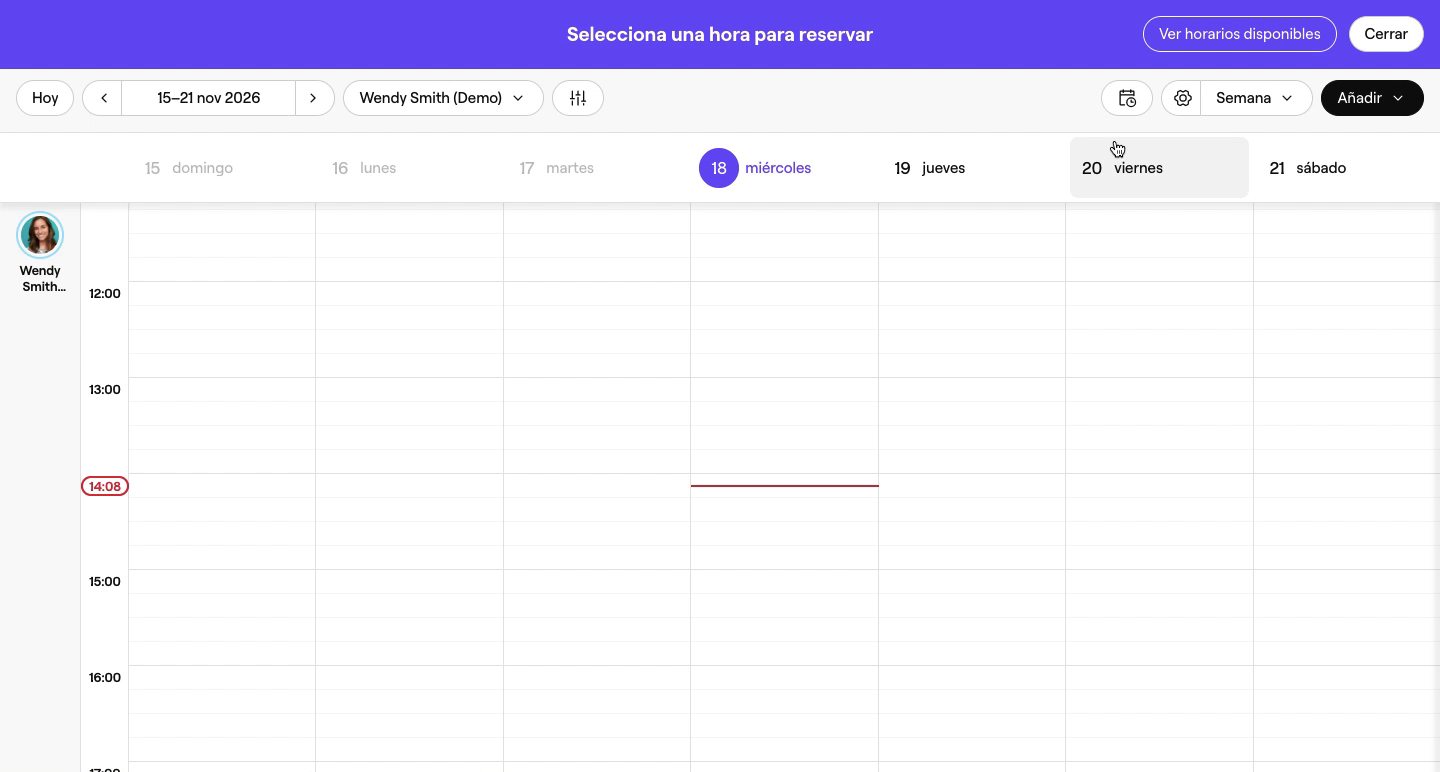 Selecciona una hora para reservar
Ver horarios disponibles
Cerrar
Hoy
15–21 nov 2026
Wendy Smith (Demo)
Semana
Añadir
15 domingo
16 lunes
17 martes
18 miércoles
19 jueves
20 viernes
21 sábado
Wendy
Smith...
12:00
13:00
14:08
15:00
16:00
17:00